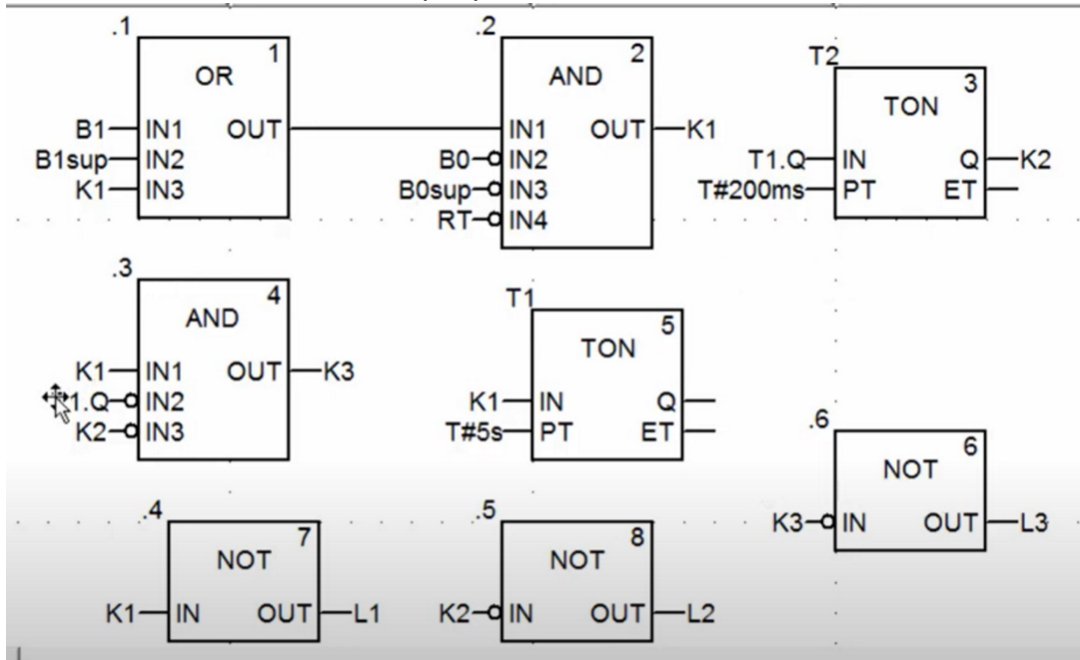 .1
1
OR
B1 IN1 OUT
B1sup IN2
K1 IN3
.2
2
AND
IN1 OUT K1
B0 IN2
B0sup IN3
RT IN4
T2
3
TON
T1.Q IN Q K2
T#200ms PT ET
.3
4
AND
K1 IN1 OUT K3
1.Q IN2
K2 IN3
T1
5
TON
K1 IN Q
T#5s PT ET
.6
6
NOT
K3 IN OUT L3
.4
7
NOT
K1 IN OUT L1
.5
8
NOT
K2 IN OUT L2